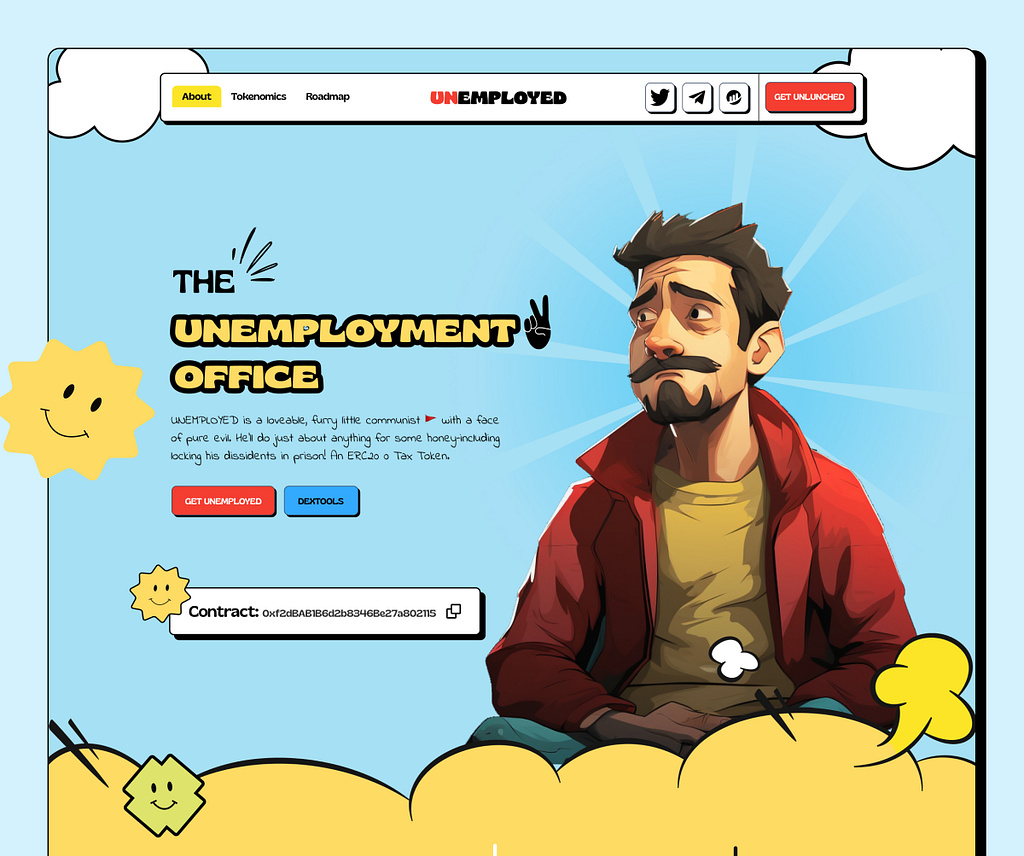 About Tokenomics Roadmap UNEMPLOYED GET UNLUNCHED
THE
UNEMPLOYMENT
OFFICE
UNEMPLOYED is a loveable, furry little communist with a face
of pure evil. He'll do just about anything for some honey-including
locking his dissidents in prison! An ERC20 0 Tax Token.
GET UNEMPLOYED DEXTOOLS
Contract: 0xf2dBAB1B6d2b8346Be27a802115